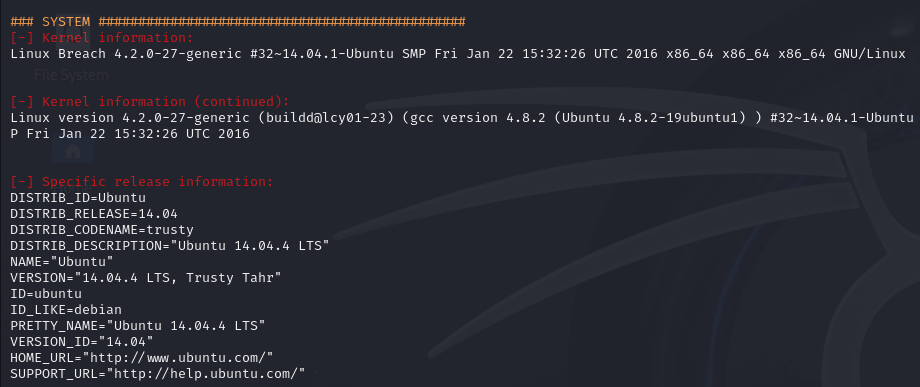 ### SYSTEM ##############################################
[-] Kernel information:
Linux Breach 4.2.0-27-generic #32~14.04.1-Ubuntu SMP Fri Jan 22 15:32:26 UTC 2016 x86_64 x86_64 x86_64 GNU/Linux
File System
[-] Kernel information (continued):
Linux version 4.2.0-27-generic (buildd@lcy01-23) (gcc version 4.8.2 (Ubuntu 4.8.2-19ubuntu1) ) #32~14.04.1-Ubuntu
P Fri Jan 22 15:32:26 UTC 2016
[-] Specific release information:
DISTRIB_ID=Ubuntu
DISTRIB_RELEASE=14.04
DISTRIB_CODENAME=trusty
DISTRIB_DESCRIPTION="Ubuntu 14.04.4 LTS"
NAME="Ubuntu"
VERSION="14.04.4 LTS, Trusty Tahr"
ID=ubuntu
ID_LIKE=debian
PRETTY_NAME="Ubuntu 14.04.4 LTS"
VERSION_ID="14.04"
HOME_URL="http://www.ubuntu.com/"
SUPPORT_URL="http://help.ubuntu.com/"